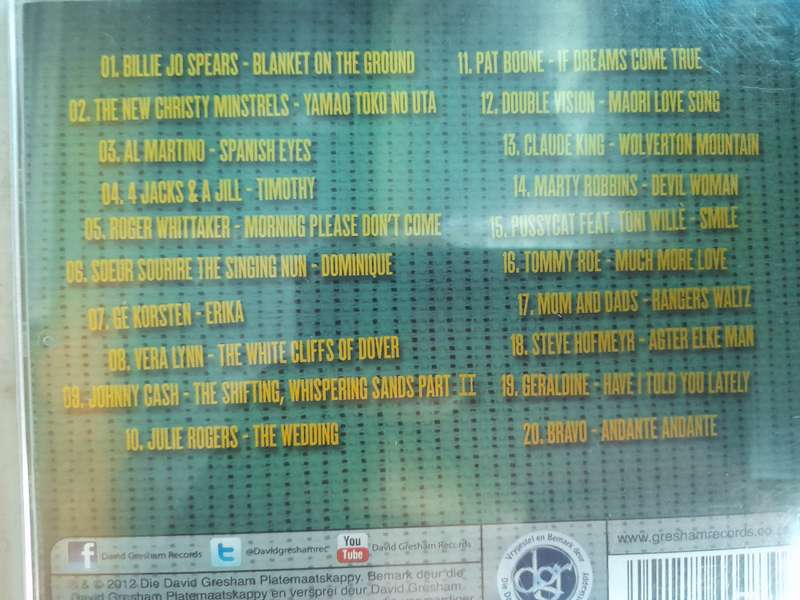 01. BILLIE JO SPEARS - BLANKET ON THE GROUND
02. THE NEW CHRISTY MINSTRELS - YAMAO TOKO NO UTA
03. AL MARTINO - SPANISH EYES
04. 4 JACKS & A JILL - TIMOTHY
05. ROGER WHITTAKER - MORNING PLEASE DON'T COME
06. SOEUR SOURIRE THE SINGING NUN - DOMINIQUE
07. GÉ KORSTEN - ERIKA
08. VERA LYNN - THE WHITE CLIFFS OF DOVER
09. JOHNNY CASH - THE SHIFTING, WHISPERING SANDS PART II
10. JULIE ROGERS - THE WEDDING
11. PAT BOONE - IF DREAMS COME TRUE
12. DOUBLE VISION - MAORI LOVE SONG
13. CLAUDE KING - WOLVERTON MOUNTAIN
14. MARTY ROBBINS - DEVIL WOMAN
15. PUSSYCAT FEAT. TONI WILLÈ - SMILE
16. TOMMY ROE - MUCH MORE LOVE
17. MOM AND DADS - RANGERS WALTZ
18. STEVE HOFMEYR - AGTER ELKE MAN
19. GERALDINE - HAVE I TOLD YOU LATELY
20. BRAVO - ANDANTE ANDANTE
f David Gresham Records
@Davidgreshamrec
You Tube David Gresham Records
Vrygestel en Bemark deur
dgr
www.greshamrecords.co
& © 2012 Die David Gresham Platemaatskappy. Bemark deur die
David Gresham Platemaatskappy en versprei deur David Gresham